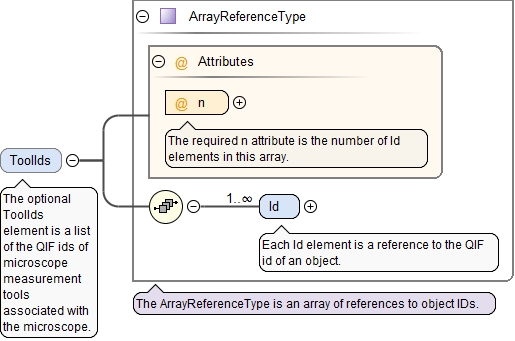 ArrayReferenceType
@ Attributes
@ n
The required n attribute is the number of Id
elements in this array.
ToolIds
The optional
ToolIds
element is a list
of the QIF ids of
microscope
measurement
tools
associated with
the microscope.
1..∞
Id
Each Id element is a reference to the QIF
id of an object.
The ArrayReferenceType is an array of references to object IDs.